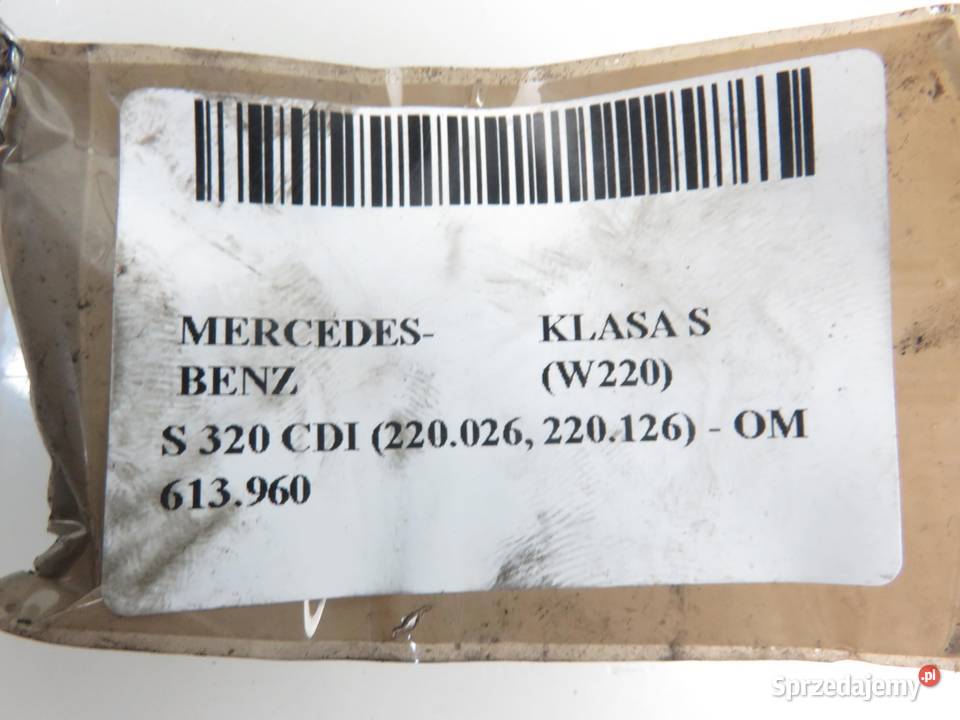 MERCEDES- KLASA S
BENZ (W220)
S 320 CDI (220.026, 220.126) - OM
613.960
Sprzedajemy.pl